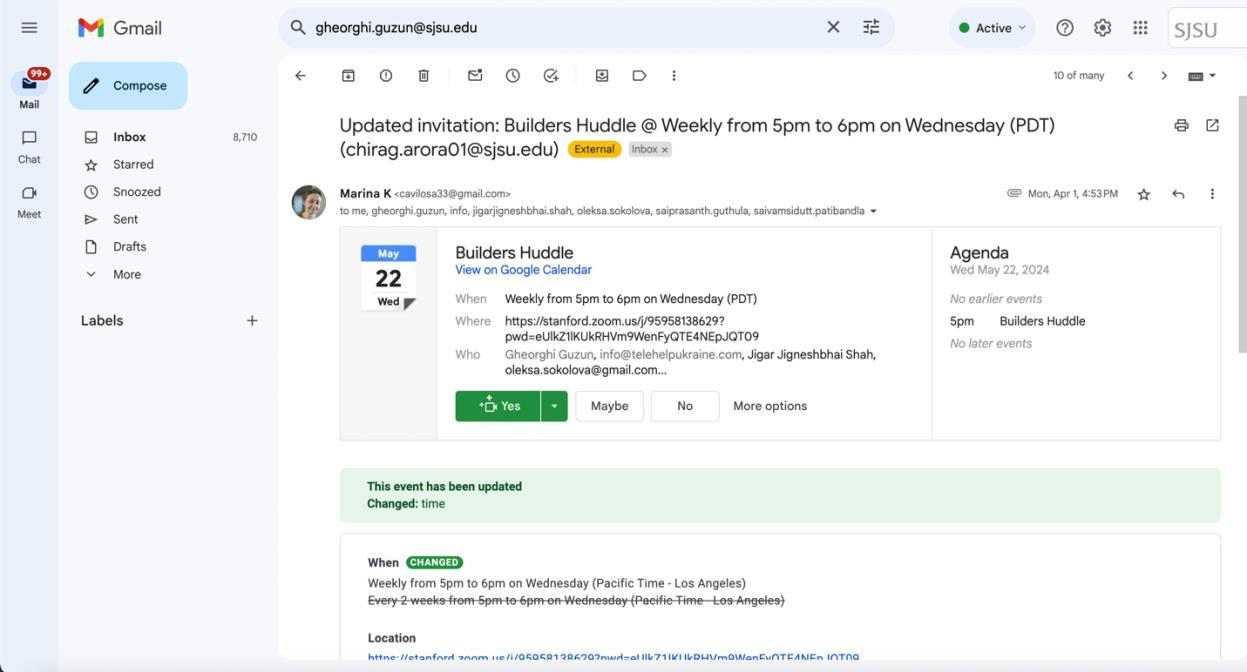 Gmail
gheorghi.guzun@sjsu.edu
Active
SJSU
99+
Mail
Chat
Meet
Compose
Inbox 8,710
Starred
Snoozed
Sent
Drafts
More
Labels
10 of many
Updated invitation: Builders Huddle @ Weekly from 5pm to 6pm on Wednesday (PDT)
(chirag.arora01@sjsu.edu) External Inbox x
Marina K <cavilosa33@gmail.com> Mon, Apr 1, 4:53 PM
to me, gheorghi.guzun, info, jigarjigneshbhai.shah, oleksa.sokolova, saiprasanth.guthula, saivamsidutt.patibandla
May
22
Wed
Builders Huddle
View on Google Calendar
When Weekly from 5pm to 6pm on Wednesday (PDT)
Where https://stanford.zoom.us/j/95958138629?
pwd=eUlkZ1lKUkRHVm9WenFyQTE4NEpJQT09
Who Gheorghi Guzun, info@telehelpukraine.com, Jigar Jigneshbhai Shah,
oleksa.sokolova@gmail.com...
Yes Maybe No More options
Agenda
Wed May 22, 2024
No earlier events
5pm Builders Huddle
No later events
This event has been updated
Changed: time
When CHANGED
Weekly from 5pm to 6pm on Wednesday (Pacific Time - Los Angeles)
Every 2 weeks from 5pm to 6pm on Wednesday (Pacific Time - Los Angeles)
Location
https://stanford.zoom.us/j/95958138629?pwd=eUlkZ1lKUkRHVm9WenFyQTE4NEpJQT09